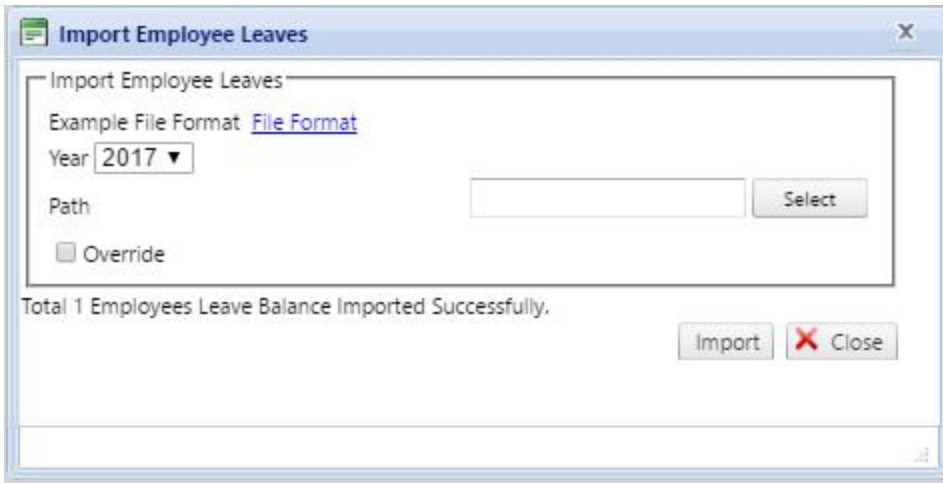 Import Employee Leaves
Import Employee Leaves
Example File Format File Format
Year 2017
Path Select
Override
Total 1 Employees Leave Balance Imported Successfully.
Import Close